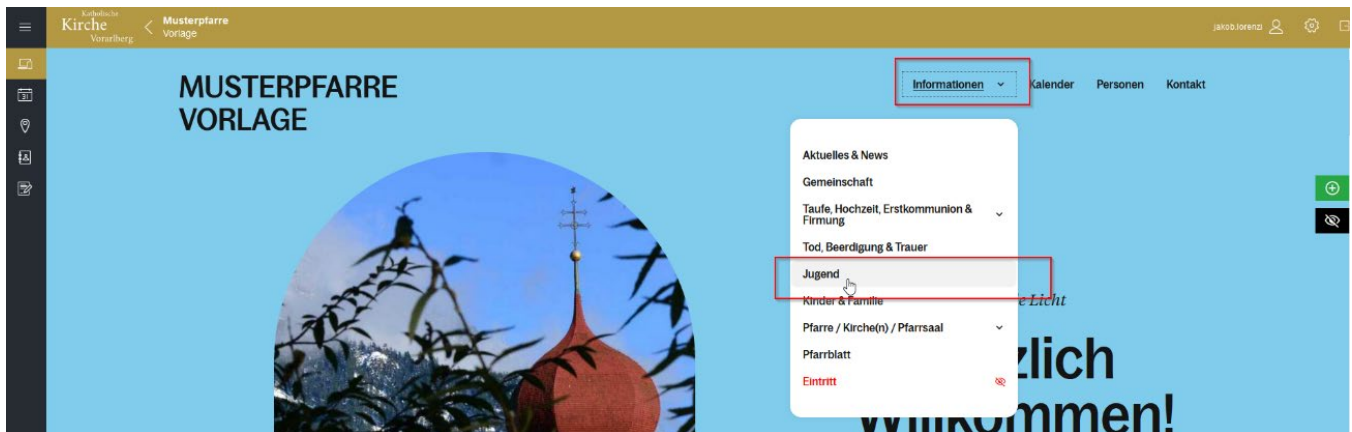 Katholische
Kirche
Vorarlberg
Musterpfarre
Vorlage
jakob.lorenzi
31
MUSTERPFARRE
VORLAGE
Informationen
Kalender
Personen
Kontakt
Aktuelles & News
Gemeinschaft
Taufe, Hochzeit, Erstkommunion &
Firmung
Tod, Beerdigung & Trauer
Jugend
Kinder & Familie
Pfarre / Kirche(n) / Pfarrsaal
Pfarrblatt
Eintritt
Licht
zlich
Willkommen!